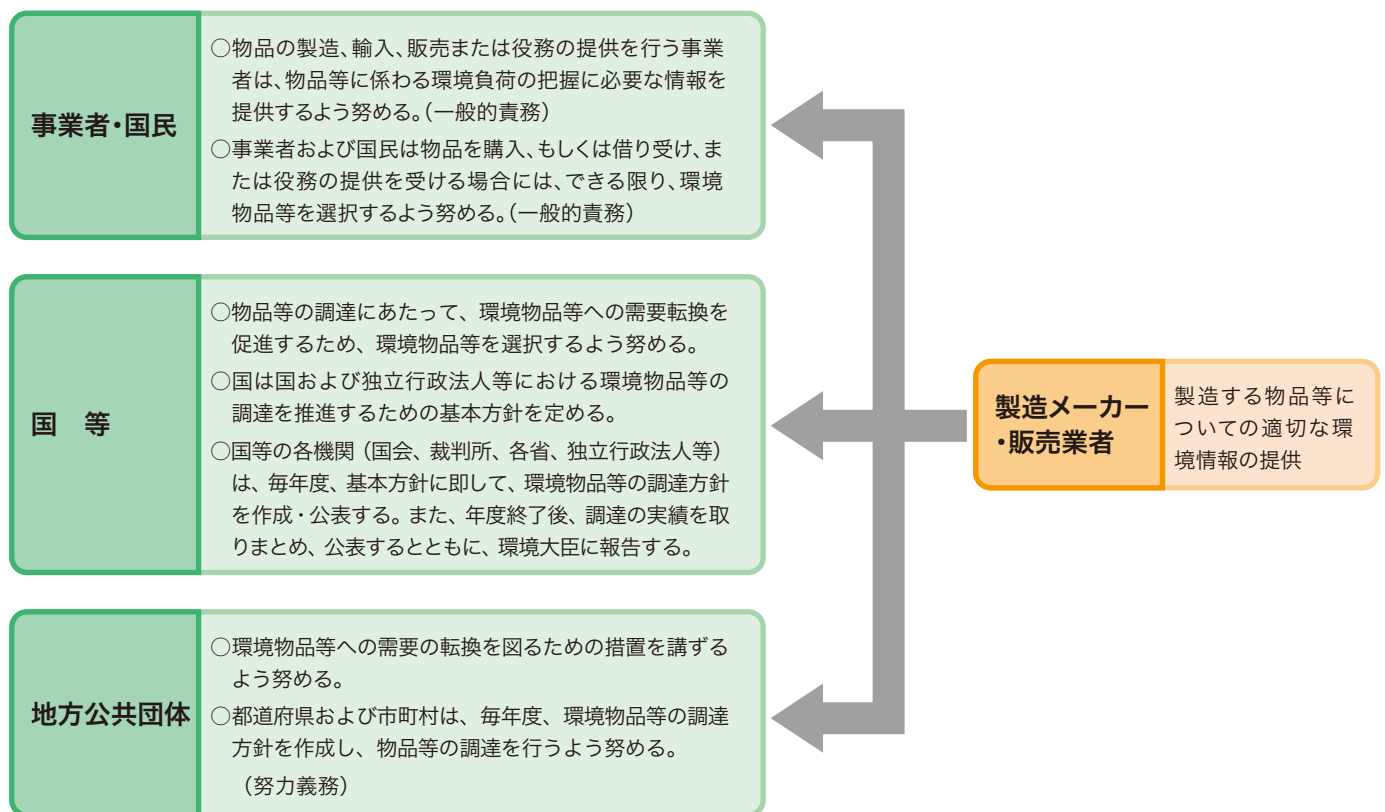 事業者・国民
○物品の製造、輸入、販売または役務の提供を行う事業
者は、物品等に係わる環境負荷の把握に必要な情報を
提供するよう努める。（一般的責務）
○事業者および国民は物品を購入、もしくは借り受け、ま
たは役務の提供を受ける場合には、できる限り、環境
物品等を選択するよう努める。（一般的責務）
国　等
○物品等の調達にあたって、環境物品等への需要転換を
促進するため、環境物品等を選択するよう努める。
○国は国および独立行政法人等における環境物品等の
調達を推進するための基本方針を定める。
○国等の各機関（国会、裁判所、各省、独立行政法人等）
は、毎年度、基本方針に即して、環境物品等の調達方針
を作成・公表する。また、年度終了後、調達の実績を取
りまとめ、公表するとともに、環境大臣に報告する。
地方公共団体
○環境物品等への需要の転換を図るための措置を講ずる
よう努める。
○都道府県および市町村は、毎年度、環境物品等の調達
方針を作成し、物品等の調達を行うよう努める。
（努力義務）
製造メーカー
・販売業者
製造する物品等に
ついての適切な環
境情報の提供